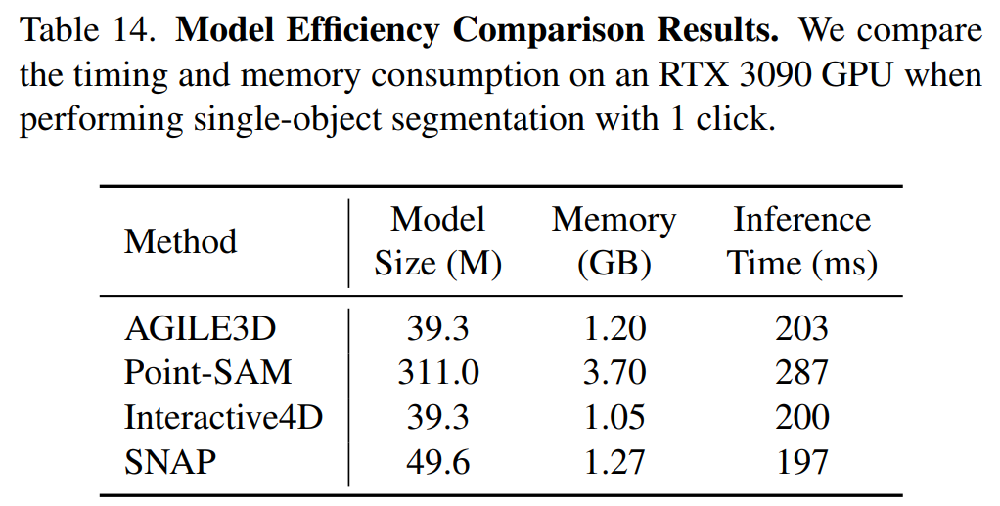 Table 14. Model Efficiency Comparison Results. We compare
the timing and memory consumption on an RTX 3090 GPU when
performing single-object segmentation with 1 click.
Method Model Size (M) Memory (GB) Inference Time (ms)
AGILE3D 39.3 1.20 203
Point-SAM 311.0 3.70 287
Interactive4D 39.3 1.05 200
SNAP 49.6 1.27 197